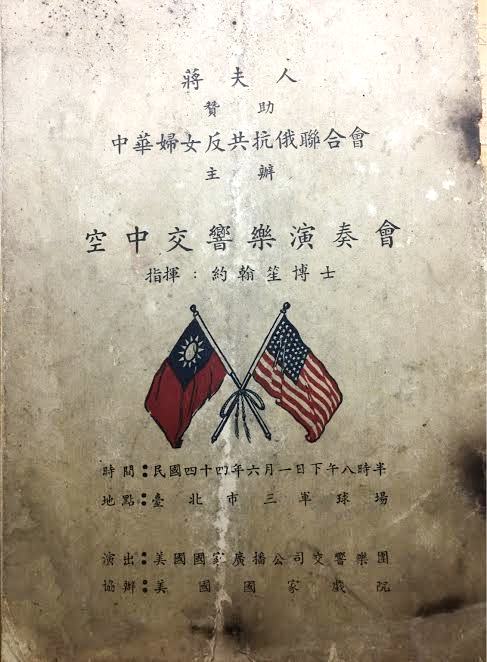 蔣夫人
贊助
中華婦女反共抗俄聯合會
主辦
空中交響樂演奏會
指揮：約翰笙博士
時間：民國四十四年六月一日下午八時半
地點：臺北市三軍球場
演出：美國國家廣播公司交響樂團
協辦：美國國家戲院